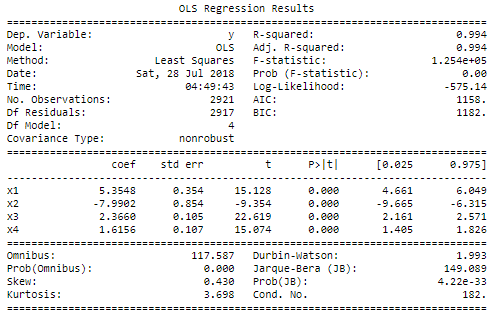 OLS Regression Results
==============================================================================
Dep. Variable: y R-squared: 0.994
Model: OLS Adj. R-squared: 0.994
Method: Least Squares F-statistic: 1.254e+05
Date: Sat, 28 Jul 2018 Prob (F-statistic): 0.00
Time: 04:49:43 Log-Likelihood: -575.14
No. Observations: 2921 AIC: 1158.
Df Residuals: 2917 BIC: 1182.
Df Model: 4
Covariance Type: nonrobust
==============================================================================
coef std err t P>|t| [0.025 0.975]
------------------------------------------------------------------------------
x1 5.3548 0.354 15.128 0.000 4.661 6.049
x2 -7.9902 0.854 -9.354 0.000 -9.665 -6.315
x3 2.3660 0.105 22.619 0.000 2.161 2.571
x4 1.6156 0.107 15.074 0.000 1.405 1.826
==============================================================================
Omnibus: 117.587 Durbin-Watson: 1.993
Prob(Omnibus): 0.000 Jarque-Bera (JB): 149.089
Skew: 0.430 Prob(JB): 4.22e-33
Kurtosis: 3.698 Cond. No. 182.
==============================================================================